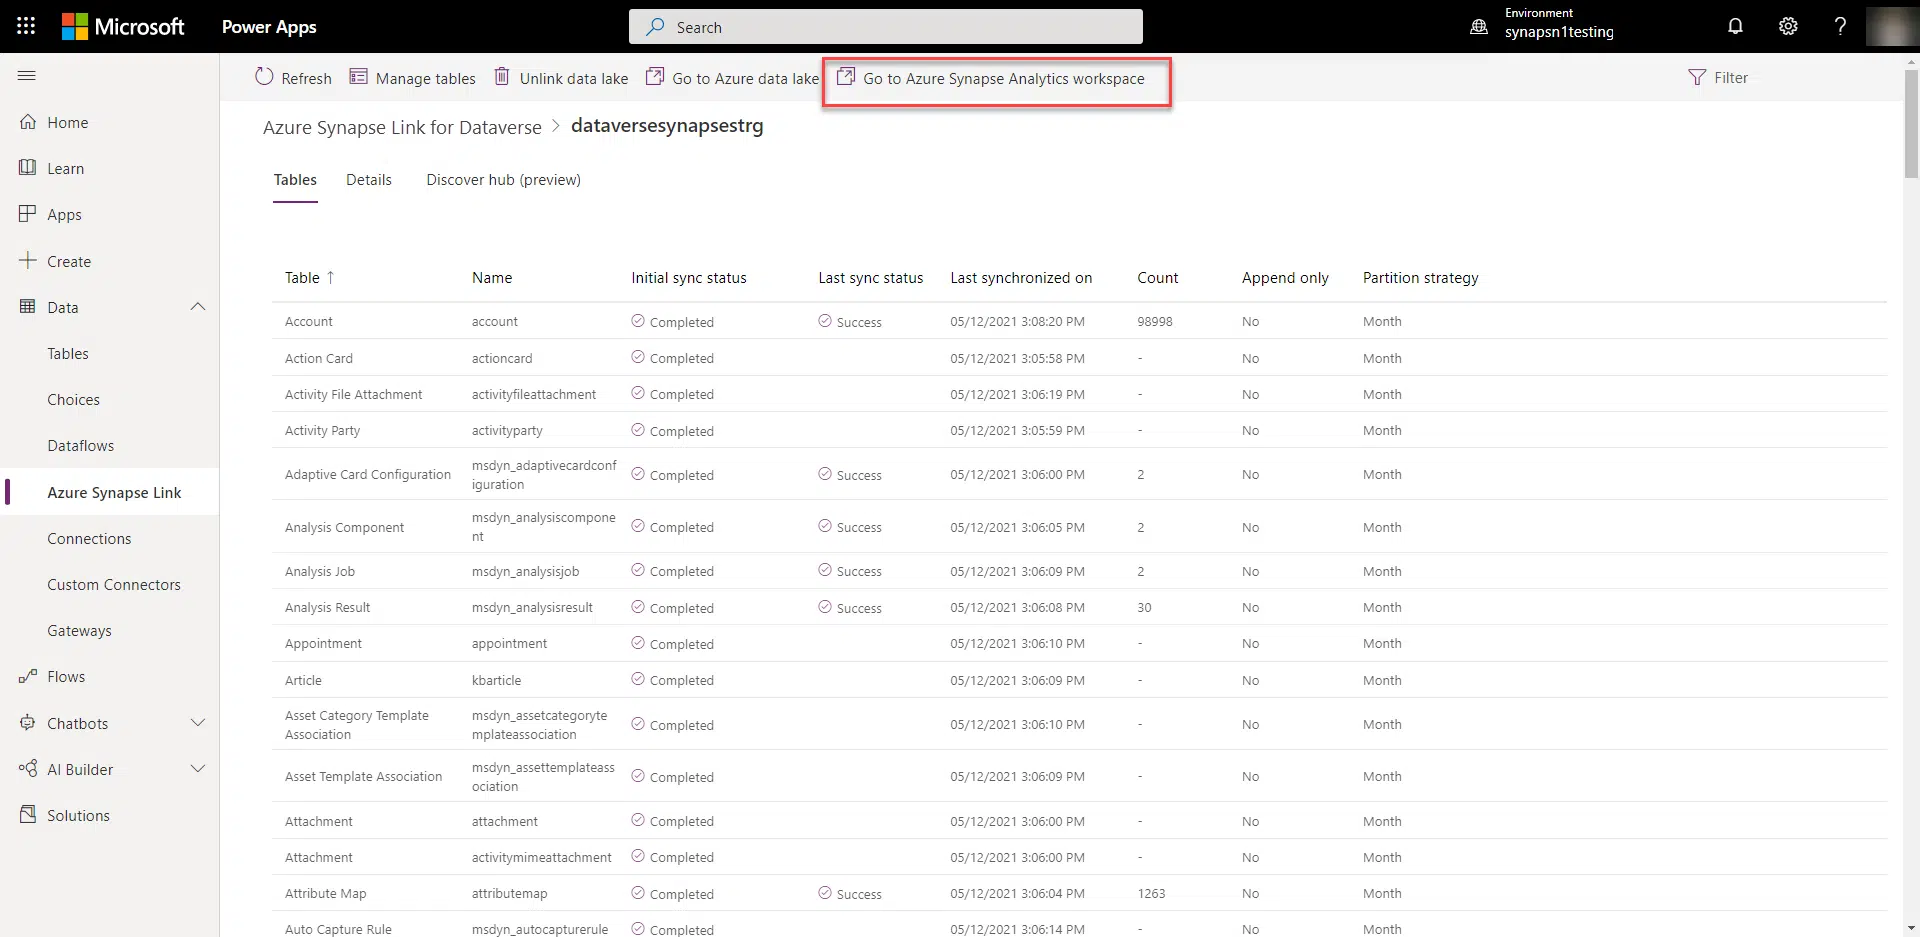 Microsoft
Power Apps
Search
Environment
synapsn1testing
?
Refresh
Manage tables
Unlink data lake
Go to Azure data lake
Go to Azure Synapse Analytics workspace
Filter
Home
Learn
Apps
Create
Data
Tables
Choices
Dataflows
Azure Synapse Link
Connections
Custom Connectors
Gateways
Flows
Chatbots
AI Builder
Solutions
Azure Synapse Link for Dataverse > dataversesynapsestrg
Tables Details Discover hub (preview)
Table ↑ Name Initial sync status Last sync status Last synchronized on Count Append only Partition strategy
Account account Completed Success 05/12/2021 3:08:20 PM 98998 No Month
Action Card actioncard Completed 05/12/2021 3:05:58 PM - No Month
Activity File Attachment activityfileattachment Completed 05/12/2021 3:06:19 PM - No Month
Activity Party activityparty Completed 05/12/2021 3:05:59 PM - No Month
Adaptive Card Configuration msdyn_adaptivecardconf
iguration Completed Success 05/12/2021 3:06:00 PM 2 No Month
Analysis Component msdyn_analysiscompone
nt Completed Success 05/12/2021 3:06:05 PM 2 No Month
Analysis Job msdyn_analysisjob Completed Success 05/12/2021 3:06:09 PM 2 No Month
Analysis Result msdyn_analysisresult Completed Success 05/12/2021 3:06:08 PM 30 No Month
Appointment appointment Completed 05/12/2021 3:06:10 PM - No Month
Article kbarticle Completed 05/12/2021 3:06:09 PM - No Month
Asset Category Template msdyn_assetcategoryte
Association mplateassociation Completed 05/12/2021 3:06:10 PM - No Month
Asset Template Association msdyn_assettemplateass
ociation Completed 05/12/2021 3:06:09 PM - No Month
Attachment attachment Completed 05/12/2021 3:06:00 PM - No Month
Attachment activitymimeattachment Completed 05/12/2021 3:06:00 PM - No Month
Attribute Map attributemap Completed Success 05/12/2021 3:06:04 PM 1263 No Month
Auto Capture Rule msdyn_autocapturerule Completed 05/12/2021 3:06:14 PM - No Month